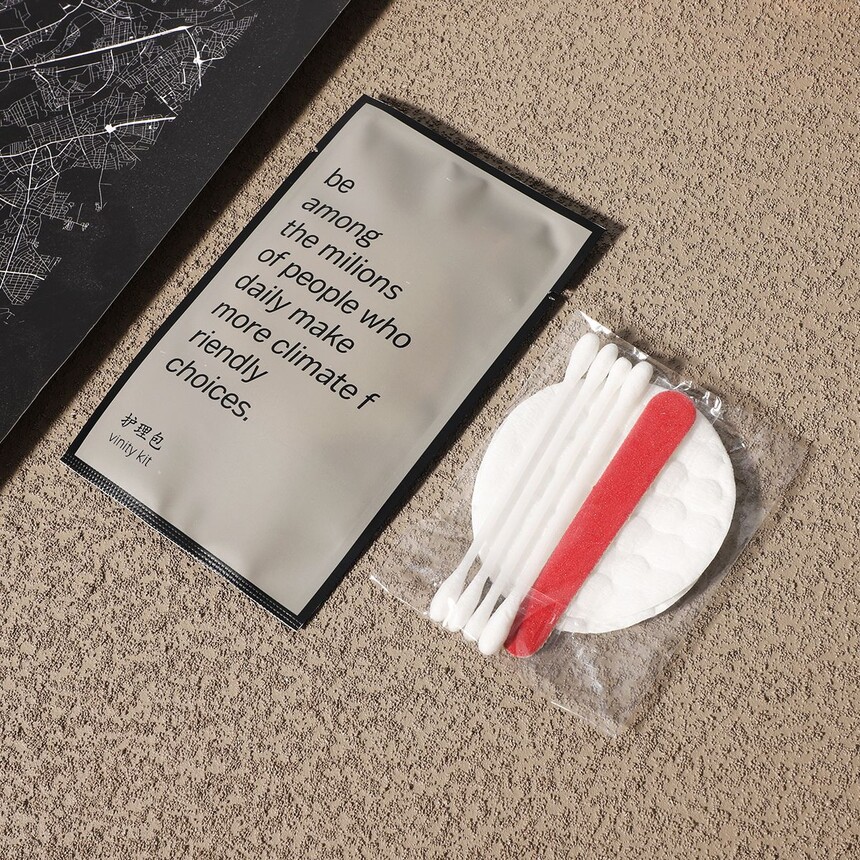 be
among
the milions
of people who
daily make
more climate f
riendly
choices.
护理包
vinity kit